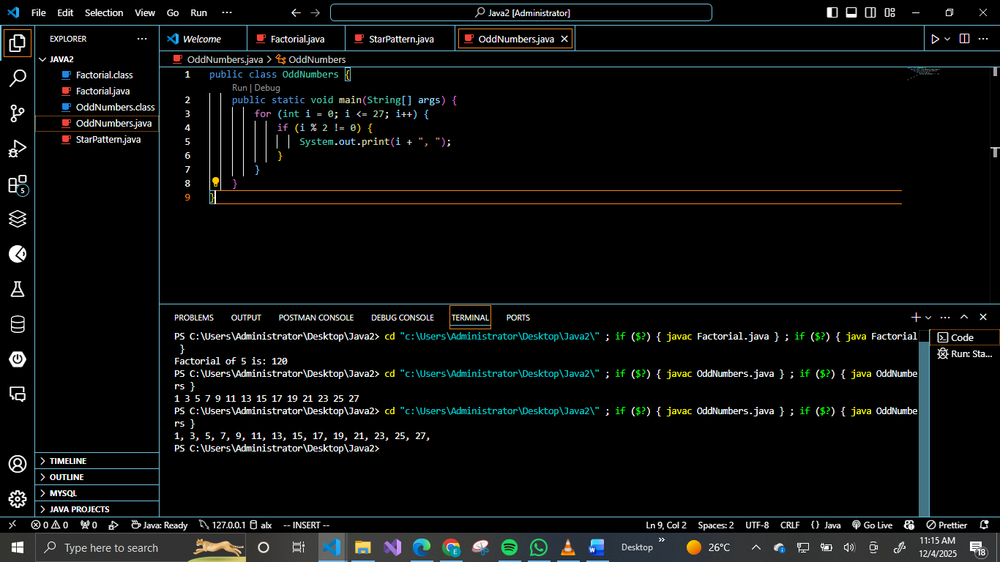 File Edit Selection View Go Run ··· Java2 [Administrator]
EXPLORER ···
JAVA2
Factorial.class
Factorial.java
OddNumbers.class
OddNumbers.java
StarPattern.java
TIMELINE
OUTLINE
MYSQL
JAVA PROJECTS
5
Welcome Factorial.java StarPattern.java OddNumbers.java
OddNumbers.java > OddNumbers
1 public class OddNumbers {
Run | Debug
2 public static void main(String[] args) {
3 for (int i = 0; i <= 27; i++) {
4 if (i % 2 != 0) {
5 System.out.print(i + ", ");
6 }
7 }
8 }
9 }
PROBLEMS OUTPUT POSTMAN CONSOLE DEBUG CONSOLE TERMINAL PORTS
PS C:\Users\Administrator\Desktop\Java2> cd "c:\Users\Administrator\Desktop\Java2\" ; if ($?) { javac Factorial.java } ; if ($?) { java Factorial
}
Factorial of 5 is: 120
PS C:\Users\Administrator\Desktop\Java2> cd "c:\Users\Administrator\Desktop\Java2\" ; if ($?) { javac OddNumbers.java } ; if ($?) { java OddNumbe
rs }
1 3 5 7 9 11 13 15 17 19 21 23 25 27
PS C:\Users\Administrator\Desktop\Java2> cd "c:\Users\Administrator\Desktop\Java2\" ; if ($?) { javac OddNumbers.java } ; if ($?) { java OddNumbe
rs }
1, 3, 5, 7, 9, 11, 13, 15, 17, 19, 21, 23, 25, 27,
PS C:\Users\Administrator\Desktop\Java2>
Code
Run: Sta...
0 0 0 Java: Ready 127.0.0.1 alx -- INSERT -- Ln 9, Col 2 Spaces: 2 UTF-8 CRLF {} Java Go Live Prettier
Type here to search Desktop 26°C 11:15 AM
12/4/2025 18